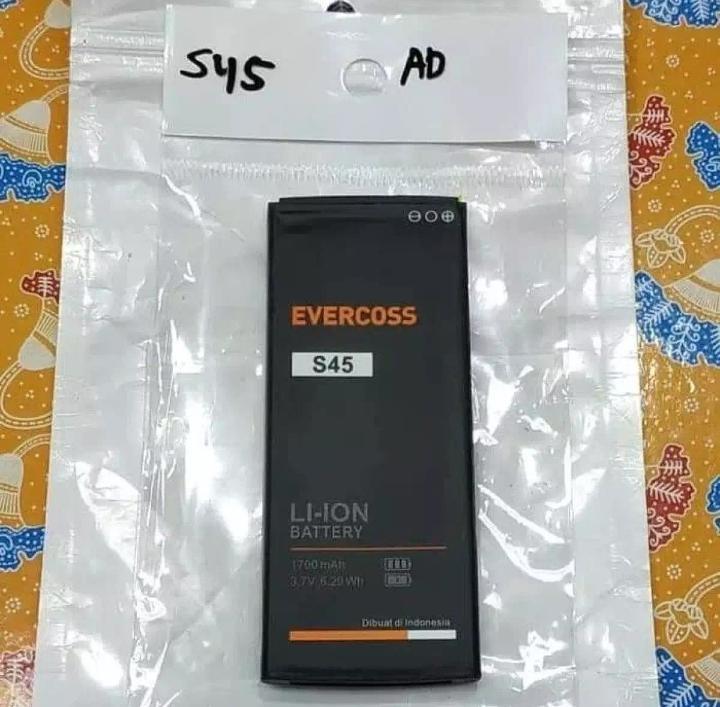 S45 AD
EVERCOSS
S45
LI-ION
BATTERY
1700 mAh
3.7V 6.29 Wh
Dibuat di Indonesia